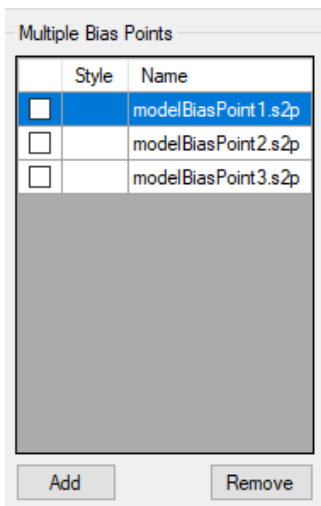 Multiple Bias Points
Style Name
modelBiasPoint1.s2p
modelBiasPoint2.s2p
modelBiasPoint3.s2p
Add Remove